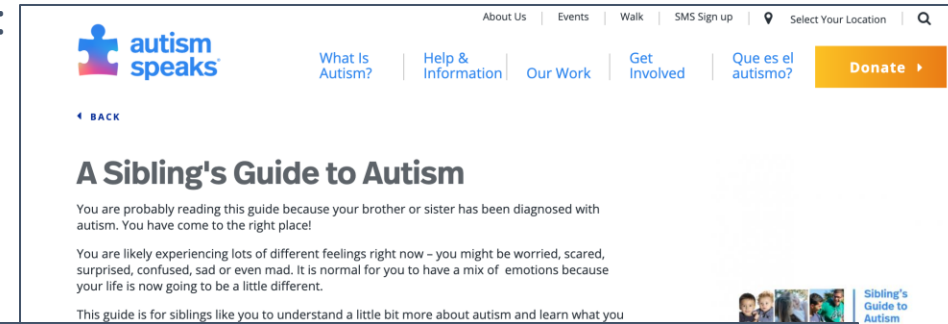 About Us
Events
Walk
SMS Sign up
Select Your Location
autism
speaks
What Is
Autism?
Help &
Information
Our Work
Get
Involved
Que es el
autismo?
Donate
BACK
A Sibling's Guide to Autism
You are probably reading this guide because your brother or sister has been diagnosed with
autism. You have come to the right place!
You are likely experiencing lots of different feelings right now – you might be worried, scared,
surprised, confused, sad or even mad. It is normal for you to have a mix of emotions because
your life is now going to be a little different.
This guide is for siblings like you to understand a little bit more about autism and learn what you
Sibling's
Guide to
Autism